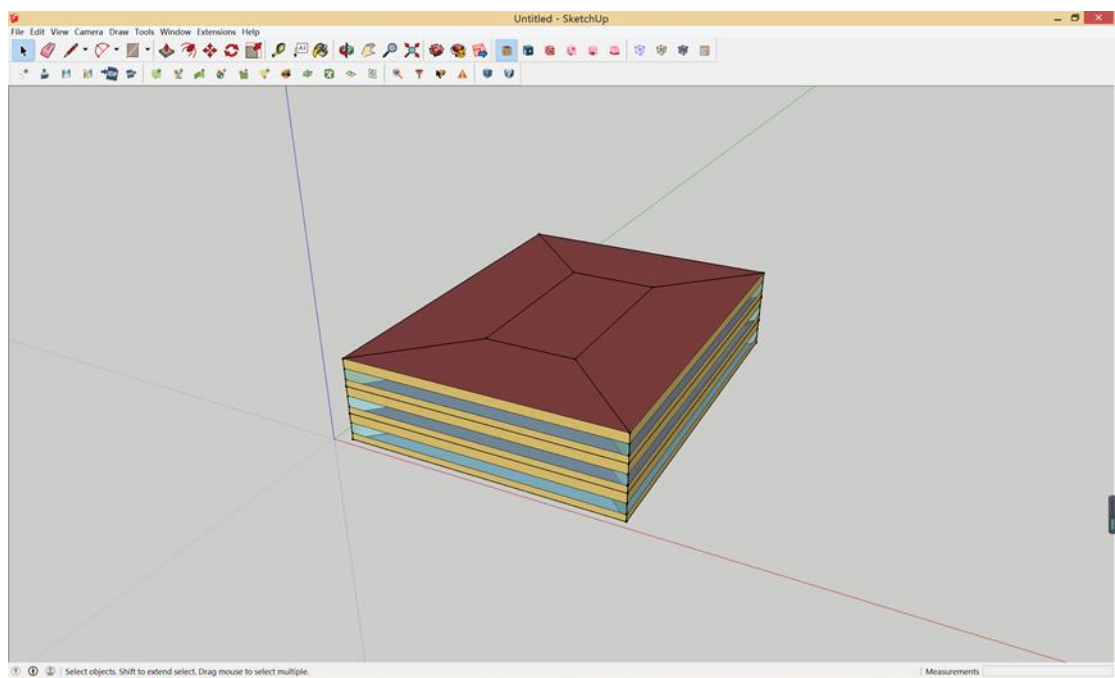 Untitled - SketchUp
File Edit View Camera Draw Tools Window Extensions Help
Select objects. Shift to extend select. Drag mouse to select multiple.
Measurements